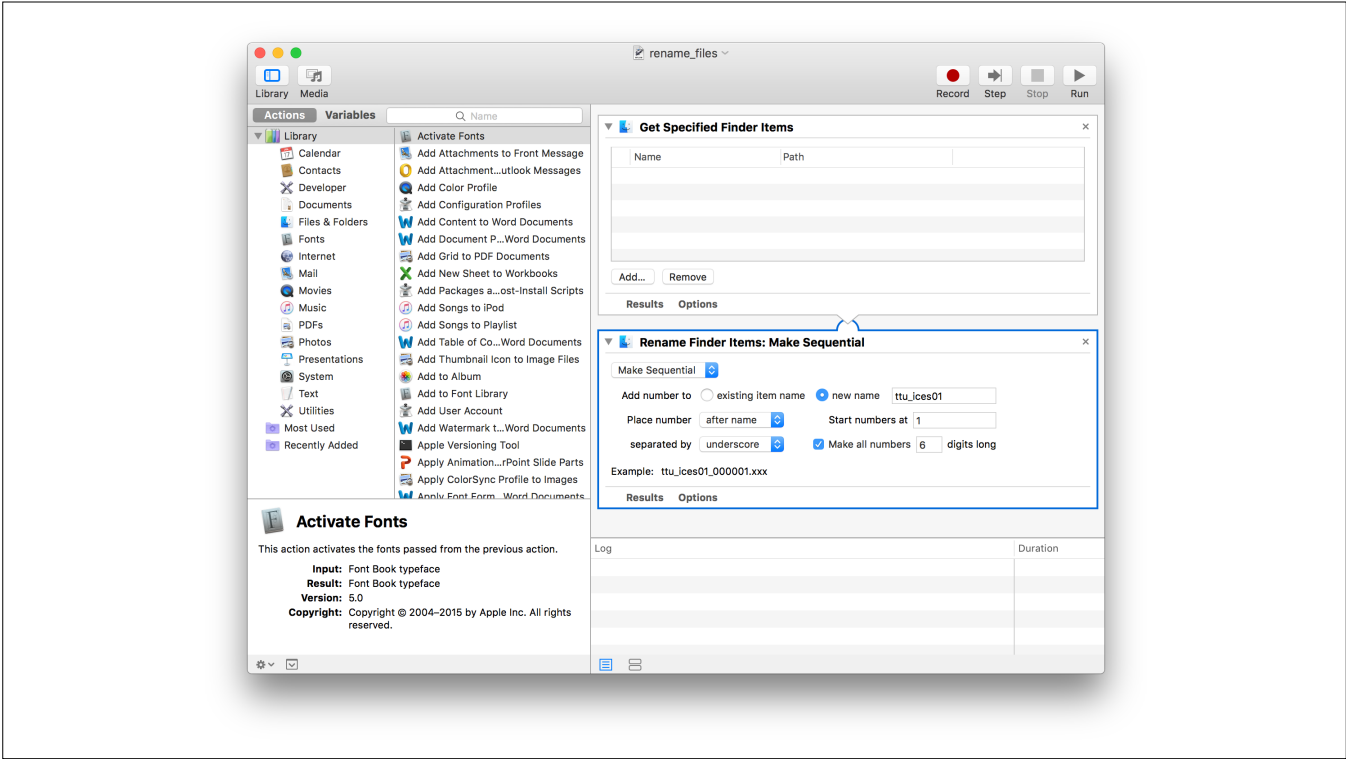 rename_files
Library Media
Record Step Stop Run
Actions Variables
Name
Library
Calendar
Contacts
Developer
Documents
Files & Folders
Fonts
Internet
Mail
Movies
Music
PDFs
Photos
Presentations
System
Text
Utilities
Most Used
Recently Added
Activate Fonts
Add Attachments to Front Message
Add Attachment...utlook Messages
Add Color Profile
Add Configuration Profiles
Add Content to Word Documents
Add Document P...Word Documents
Add Grid to PDF Documents
Add New Sheet to Workbooks
Add Packages a...ost-Install Scripts
Add Songs to iPod
Add Songs to Playlist
Add Table of Co...Word Documents
Add Thumbnail Icon to Image Files
Add to Album
Add to Font Library
Add User Account
Add Watermark t...Word Documents
Apple Versioning Tool
Apply Animation...rPoint Slide Parts
Apply ColorSync Profile to Images
Apply Font Form...Word Documents
Activate Fonts
This action activates the fonts passed from the previous action.
Input: Font Book typeface
Result: Font Book typeface
Version: 5.0
Copyright: Copyright © 2004–2015 by Apple Inc. All rights
reserved.
Get Specified Finder Items
Name Path
Add... Remove
Results Options
Rename Finder Items: Make Sequential
Make Sequential
Add number to existing item name new name ttu_ices01
Place number after name Start numbers at 1
separated by underscore Make all numbers 6 digits long
Example: ttu_ices01_000001.xxx
Results Options
Log Duration